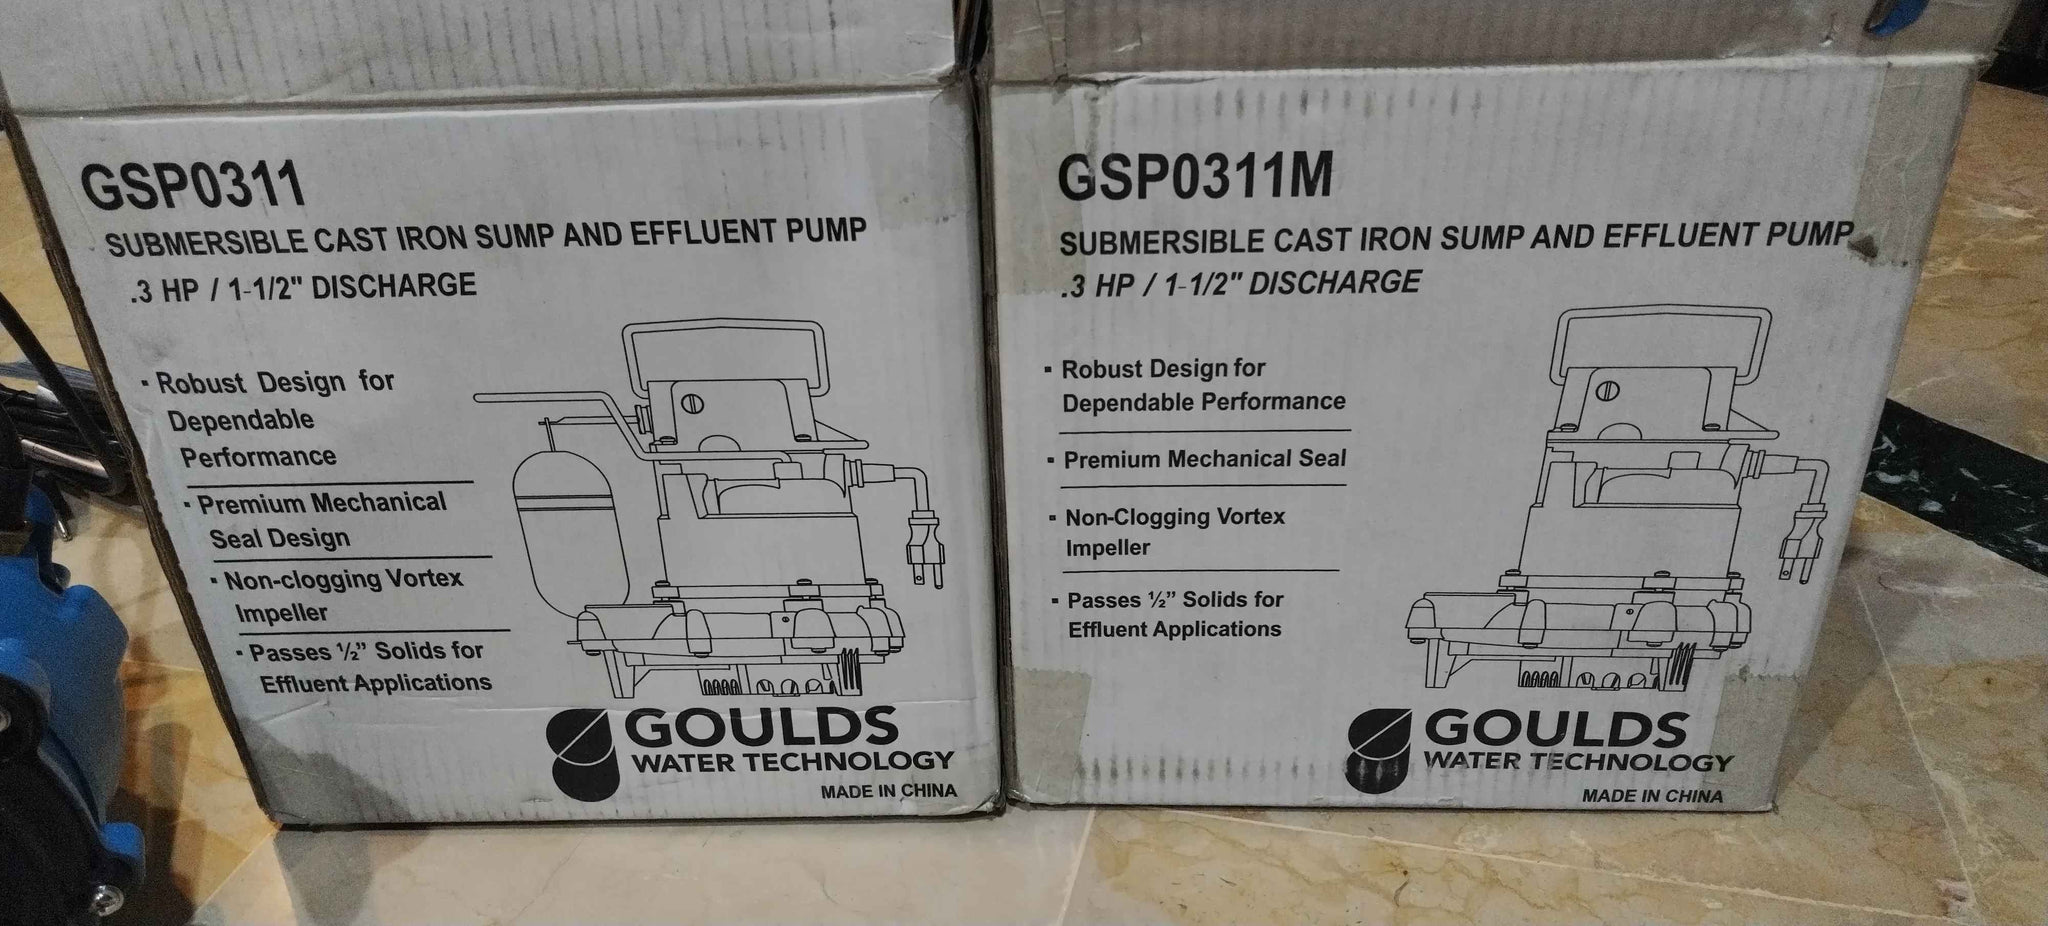 GSP0311
SUBMERSIBLE CAST IRON SUMP AND EFFLUENT PUMP
.3 HP / 1-1/2" DISCHARGE
▪ Robust Design for
Dependable
Performance
▪ Premium Mechanical
Seal Design
▪ Non-clogging Vortex
Impeller
▪ Passes ½” Solids for
Effluent Applications
GOULDS
WATER TECHNOLOGY
MADE IN CHINA
GSP0311M
SUBMERSIBLE CAST IRON SUMP AND EFFLUENT PUMP
.3 HP / 1-1/2" DISCHARGE
▪ Robust Design for
Dependable Performance
▪ Premium Mechanical Seal
▪ Non-Clogging Vortex
Impeller
▪ Passes ½” Solids for
Effluent Applications
GOULDS
WATER TECHNOLOGY
MADE IN CHINA